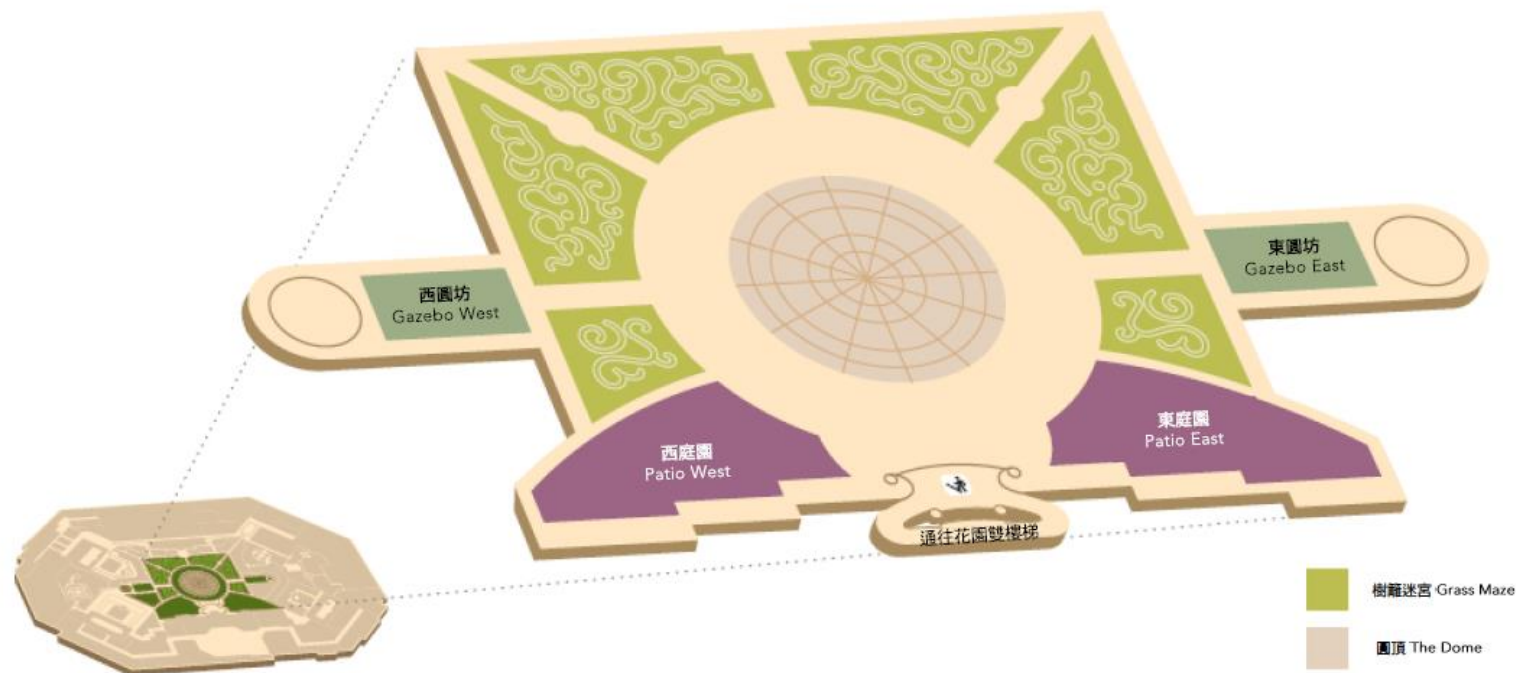 東圓坊
Gazebo East
西圓坊
Gazebo West
東庭園
Patio East
西庭園
Patio West
通往花園雙樓梯
樹籬迷宮 Grass Maze
圓頂 The Dome